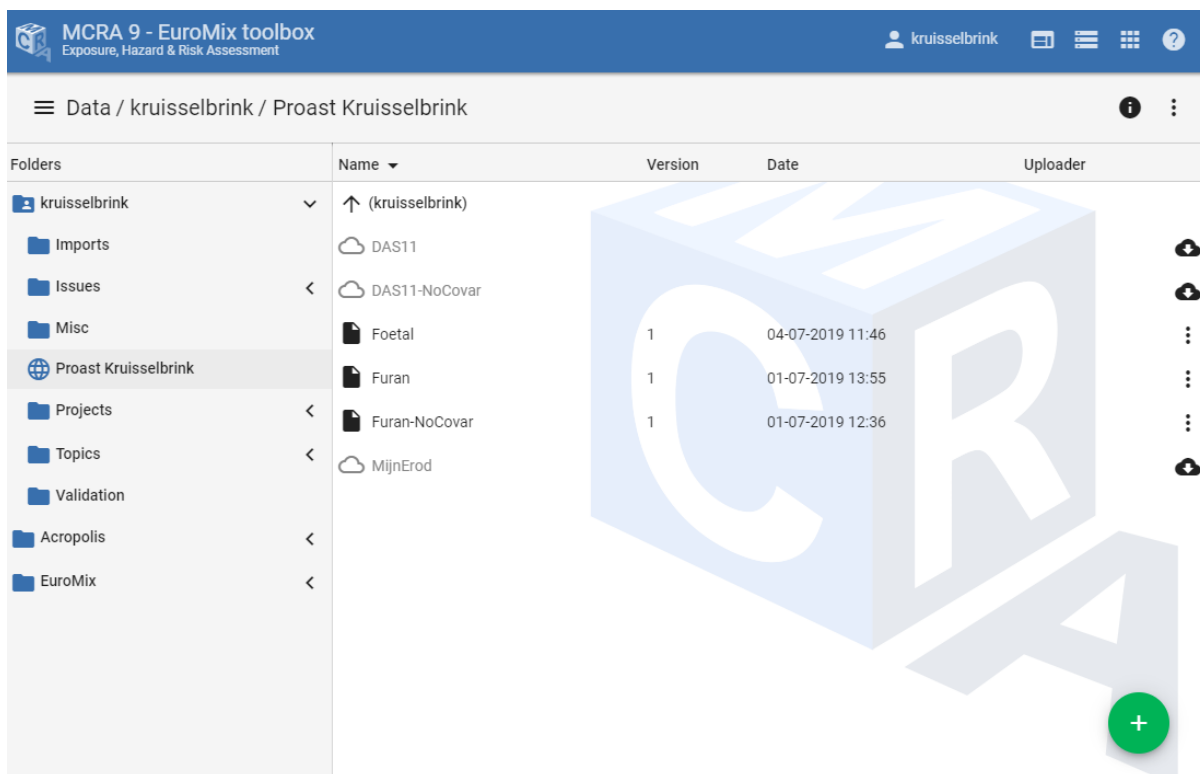 MCRA 9 - EuroMix toolbox
Exposure, Hazard & Risk Assessment
kruisselbrink
Data / kruisselbrink / Proast Kruisselbrink
Folders
Name Version Date Uploader
kruisselbrink
Imports
Issues
Misc
Proast Kruisselbrink
Projects
Topics
Validation
Acropolis
EuroMix
(kruisselbrink)
DAS11
DAS11-NoCovar
Foetal 1 04-07-2019 11:46
Furan 1 01-07-2019 13:55
Furan-NoCovar 1 01-07-2019 12:36
MijnErod
M
C
R
A